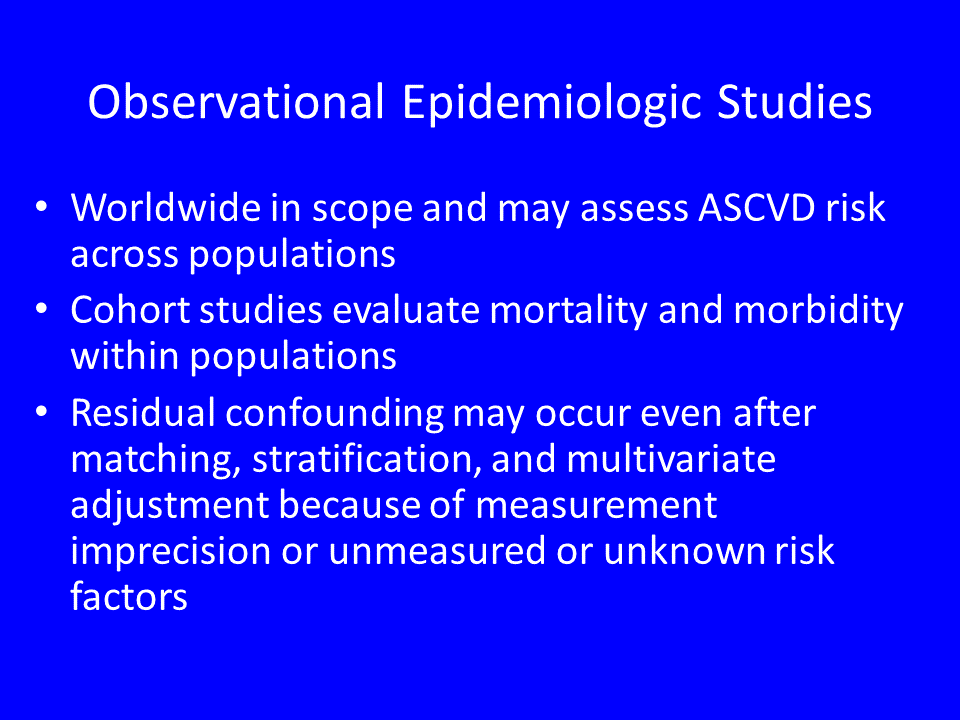 Observational Epidemiologic Studies
• Worldwide in scope and may assess ASCVD risk
across populations
• Cohort studies evaluate mortality and morbidity
within populations
• Residual confounding may occur even after
matching, stratification, and multivariate
adjustment because of measurement
imprecision or unmeasured or unknown risk
factors